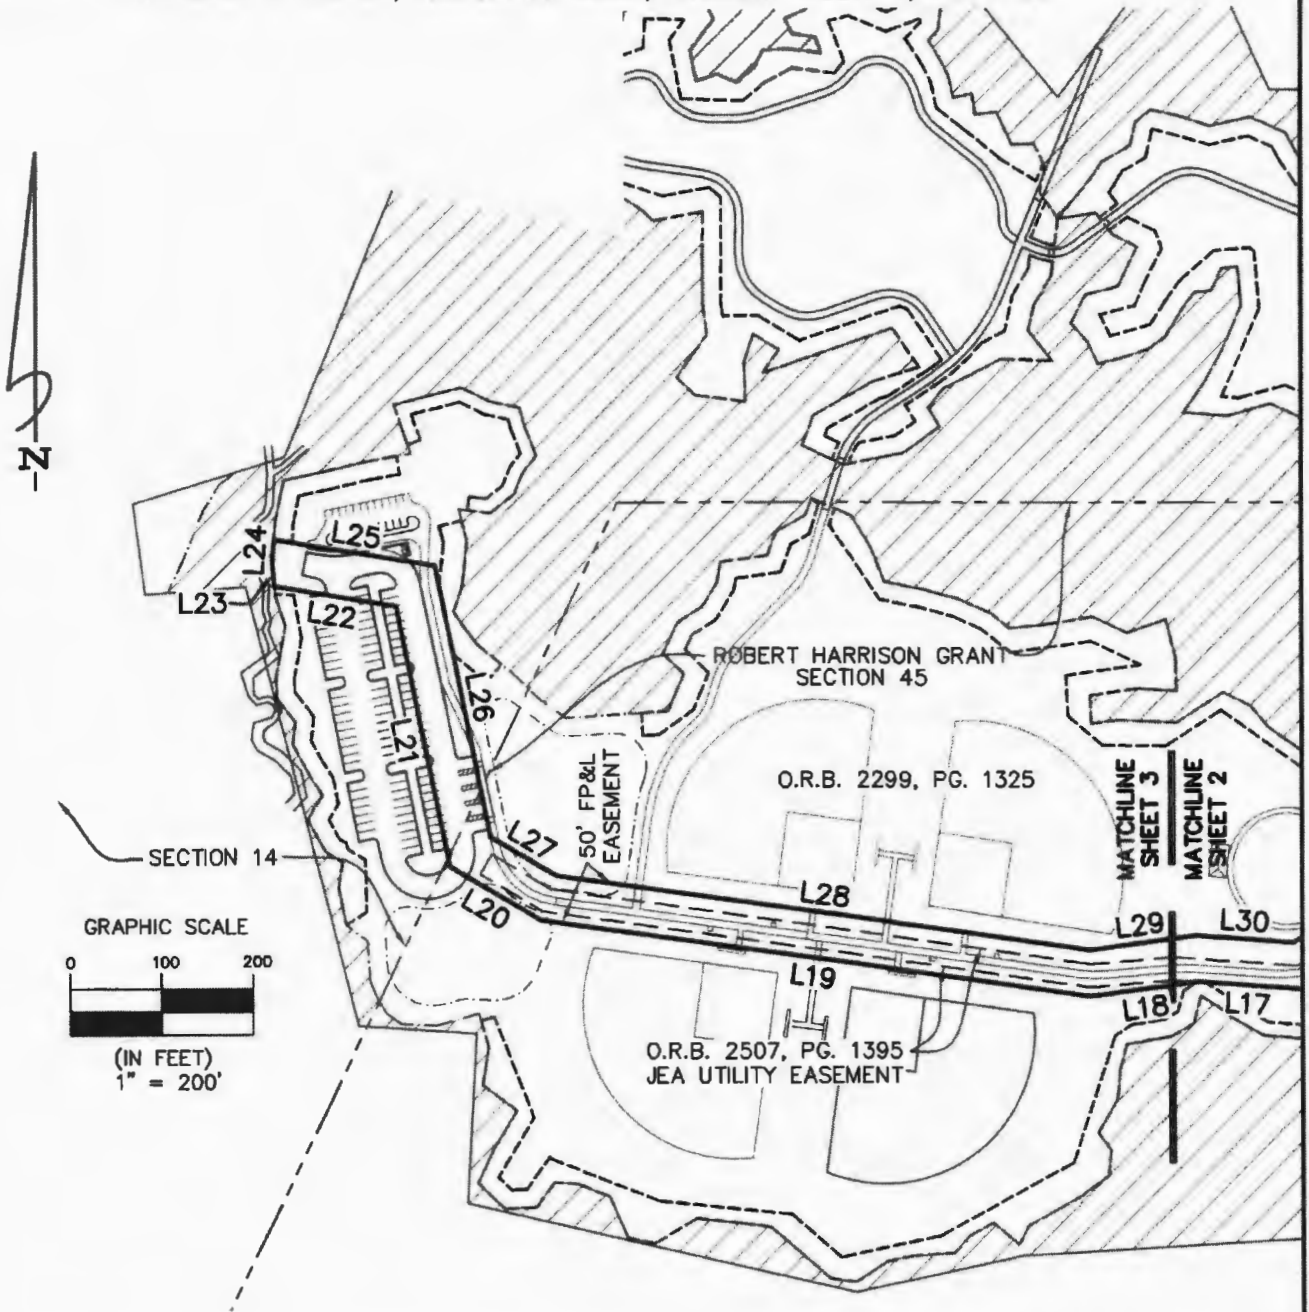 N
L25
L24
L23
L22
L26
L21
ROBERT HARRISON GRANT
SECTION 45
50' FP&L
EASEMENT
O.R.B. 2299, PG. 1325
MATCHLINE
SHEET 3
MATCHLINE
SHEET 2
SECTION 14
L27
L28
L20
L29
L30
GRAPHIC SCALE
0 100 200
(IN FEET)
1" = 200'
L19
L18
L17
O.R.B. 2507, PG. 1395
JEA UTILITY EASEMENT